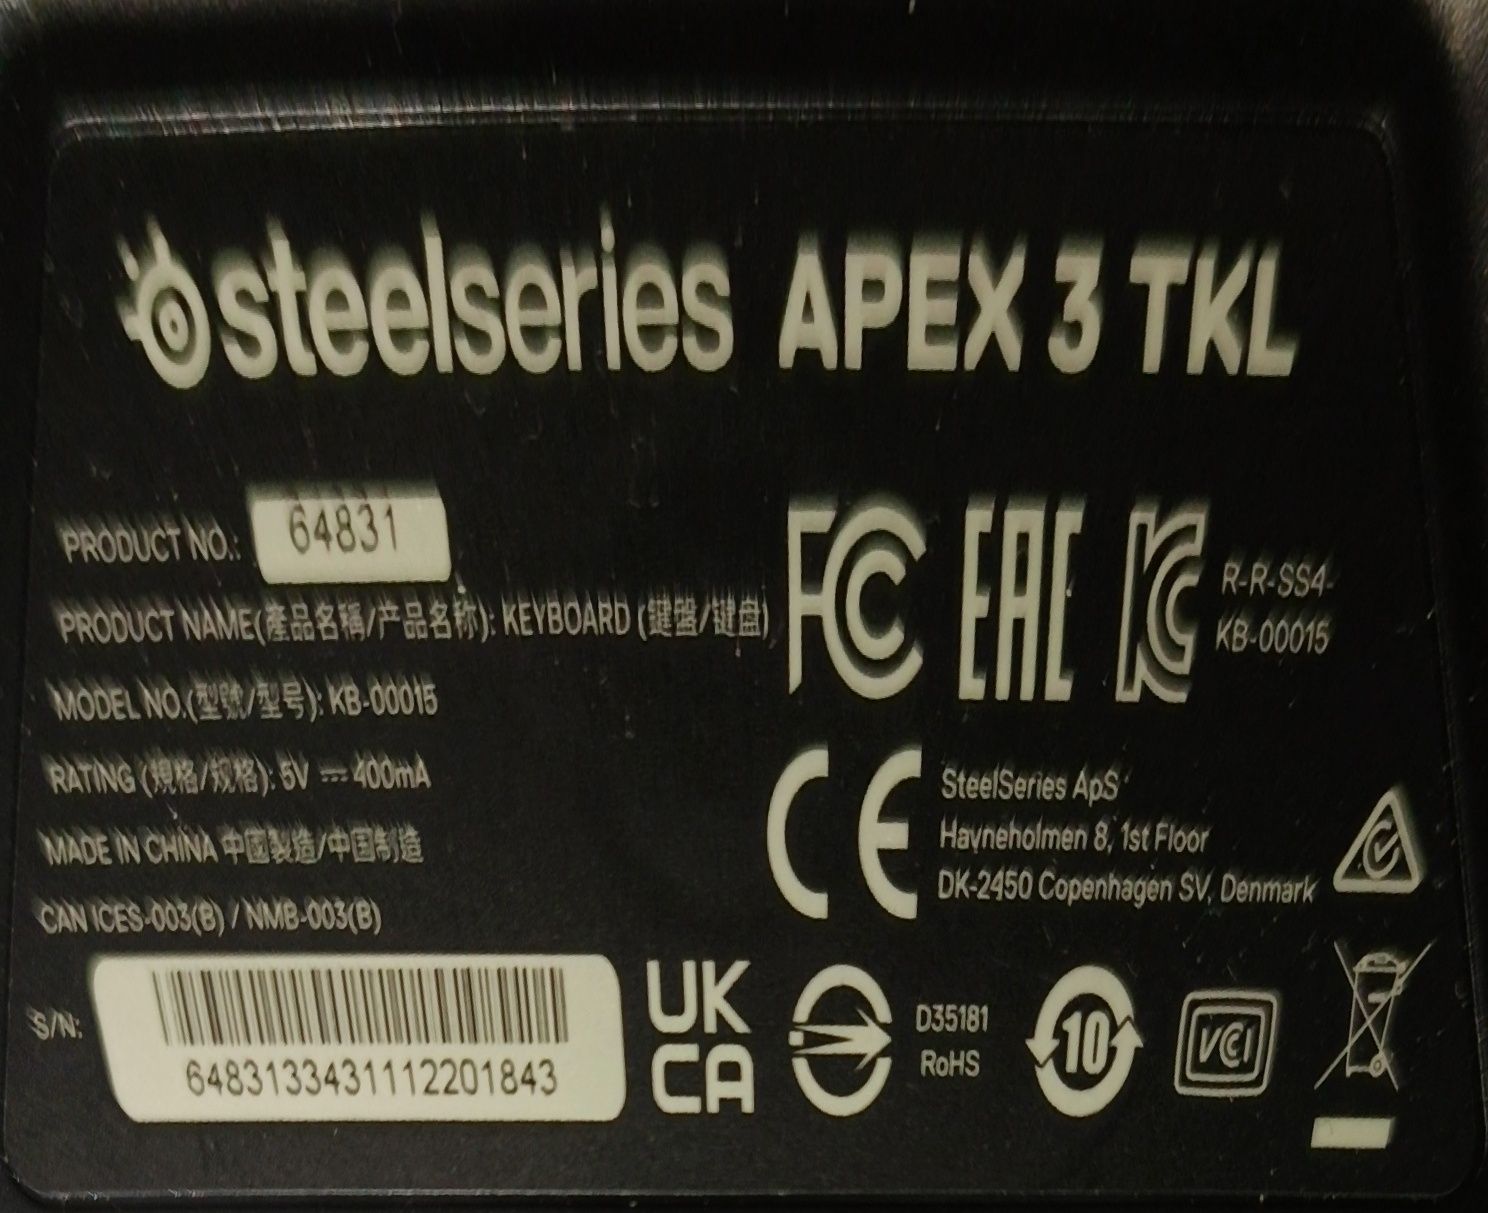 steelseries APEX 3 TKL
PRODUCT NO.: 64831
PRODUCT NAME(產品名稱/产品名称): KEYBOARD (鍵盤/键盘)
MODEL NO.(型號/型号): KB-00015
RATING (規格/规格): 5V ⎓ 400mA
MADE IN CHINA 中國製造/中国制造
CAN ICES-003(B) / NMB-003(B)
S/N: 6483133431112201843
FC EAC KC
R-R-SS4-
KB-00015
CE
SteelSeries ApS
Havneholmen 8, 1st Floor
DK-2450 Copenhagen SV, Denmark
UK
CA
D35181
RoHS
10
VCI